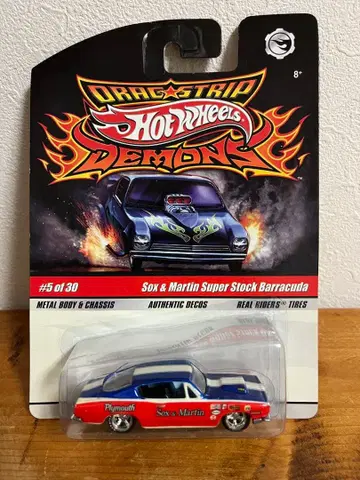 8+
DRAG★STRIP
Hot Wheels
DEMONS
#5 of 30
Sox & Martin Super Stock Barracuda
METAL BODY & CHASSIS
AUTHENTIC DECOS
REAL RIDERS® TIRES
Plymouth
Sox & Martin